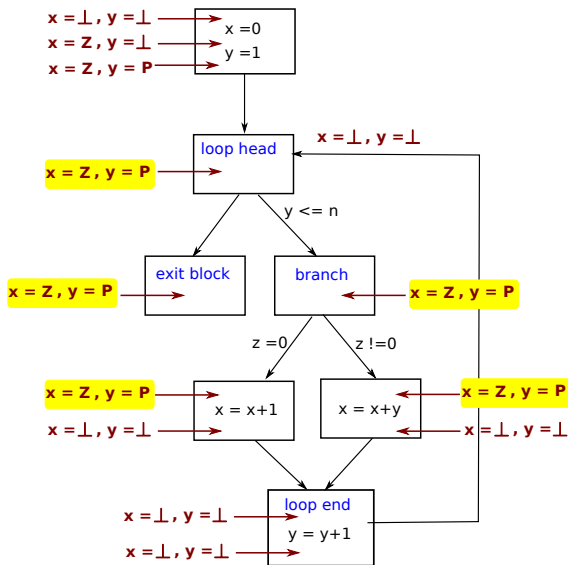 x = ⊥ , y = ⊥
x = Z , y = ⊥
x = Z , y = P
x =0
y =1
x = ⊥ , y = ⊥
loop head
x = Z , y = P
y <= n
exit block
branch
x = Z , y = P
x = Z , y = P
z =0
z !=0
x = Z , y = P
x = ⊥ , y = ⊥
x = x+1
x = x+y
x = Z , y = P
x = ⊥ , y = ⊥
loop end
x = ⊥ , y = ⊥
y = y+1
x = ⊥ , y = ⊥